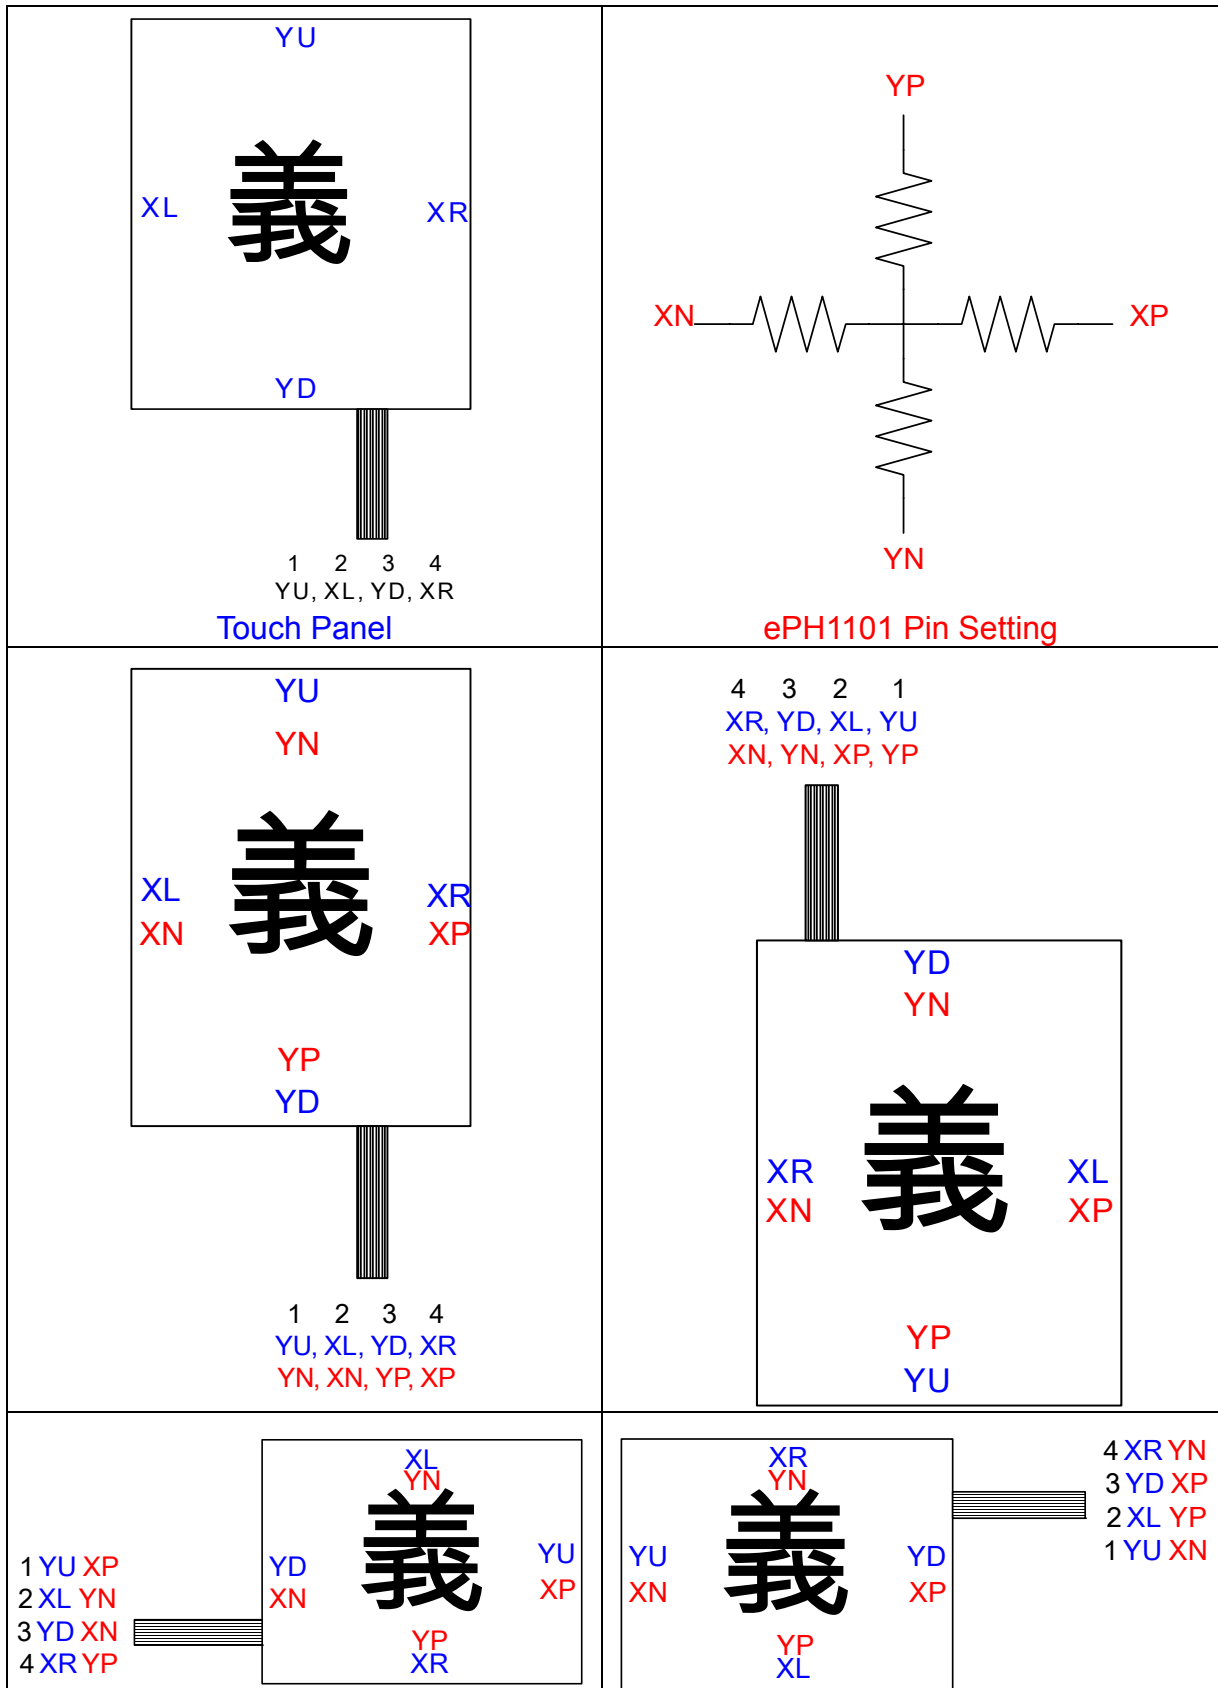 YU
義
XL
XR
YD
1 2 3 4
YU, XL, YD, XR
Touch Panel
YP
XN
XP
YN
ePH1101 Pin Setting
YU
YN
義
XL
XR
XN
XP
YP
YD
1 2 3 4
YU, XL, YD, XR
YN, XN, YP, XP
4 3 2 1
XR, YD, XL, YU
XN, YN, XP, YP
YD
YN
義
XR
XL
XN
XP
YP
YU
XL
YN
義
YD
YU
XN
XP
YP
XR
1 YU XP
2 XL YN
3 YD XN
4 XR YP
XR
YN
義
YU
YD
XN
XP
YP
XL
4 XR YN
3 YD XP
2 XL YP
1 YU XN